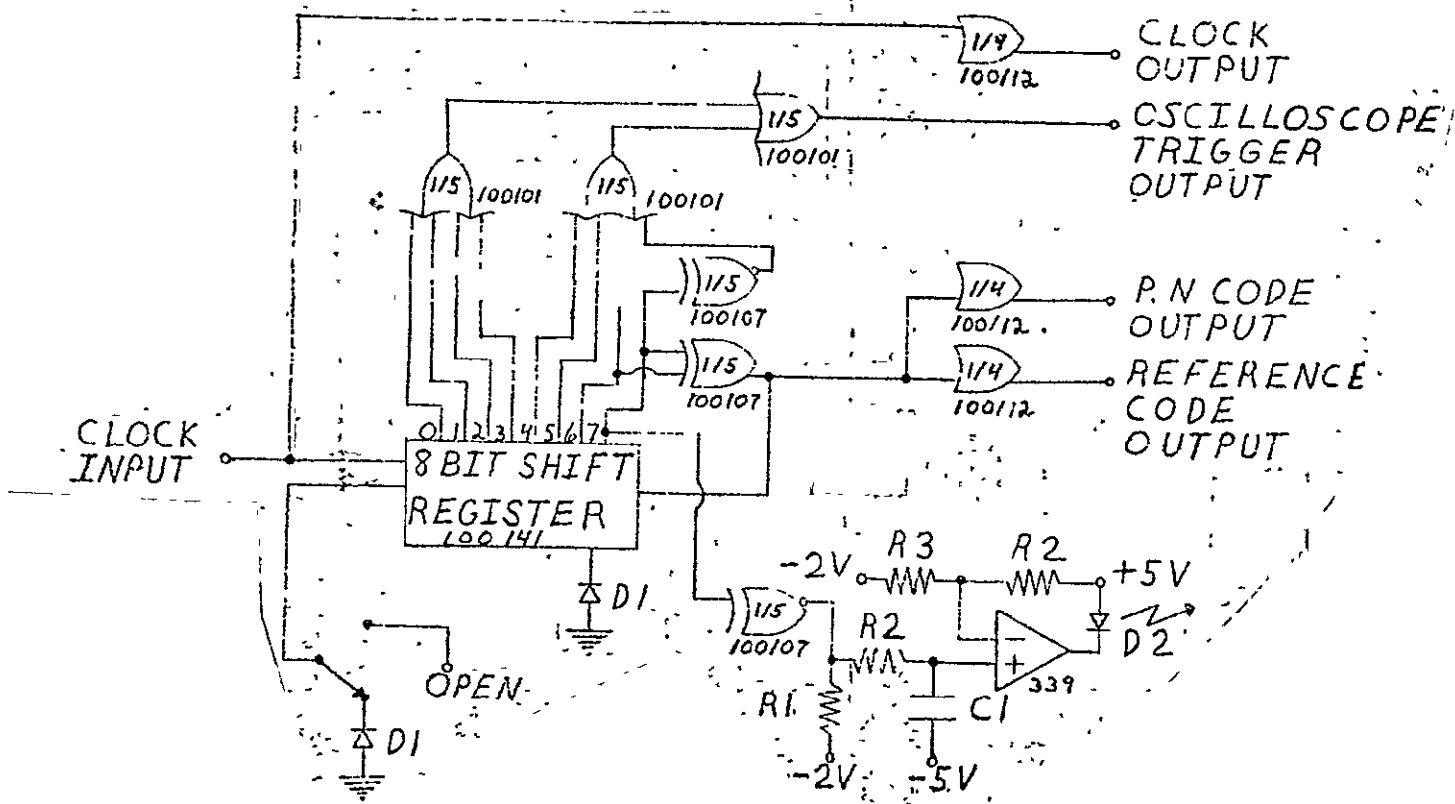 1/4
100112
CLOCK
OUTPUT
1/5
100101
OSCILLOSCOPE
TRIGGER
OUTPUT
1/5
100101
1/5
100101
1/5
100107
1/4
100112.
P.N CODE
OUTPUT
1/5
100107
1/4
100112
REFERENCE
CODE
OUTPUT
CLOCK
INPUT
0 1 2 3 4 5 6 7
8 BIT SHIFT
REGISTER
100 141
D1
OPEN
D1
1/5
100107
-2V
R3
R2
+5V
D2
R2
339
R1
C1
-2V
-5V